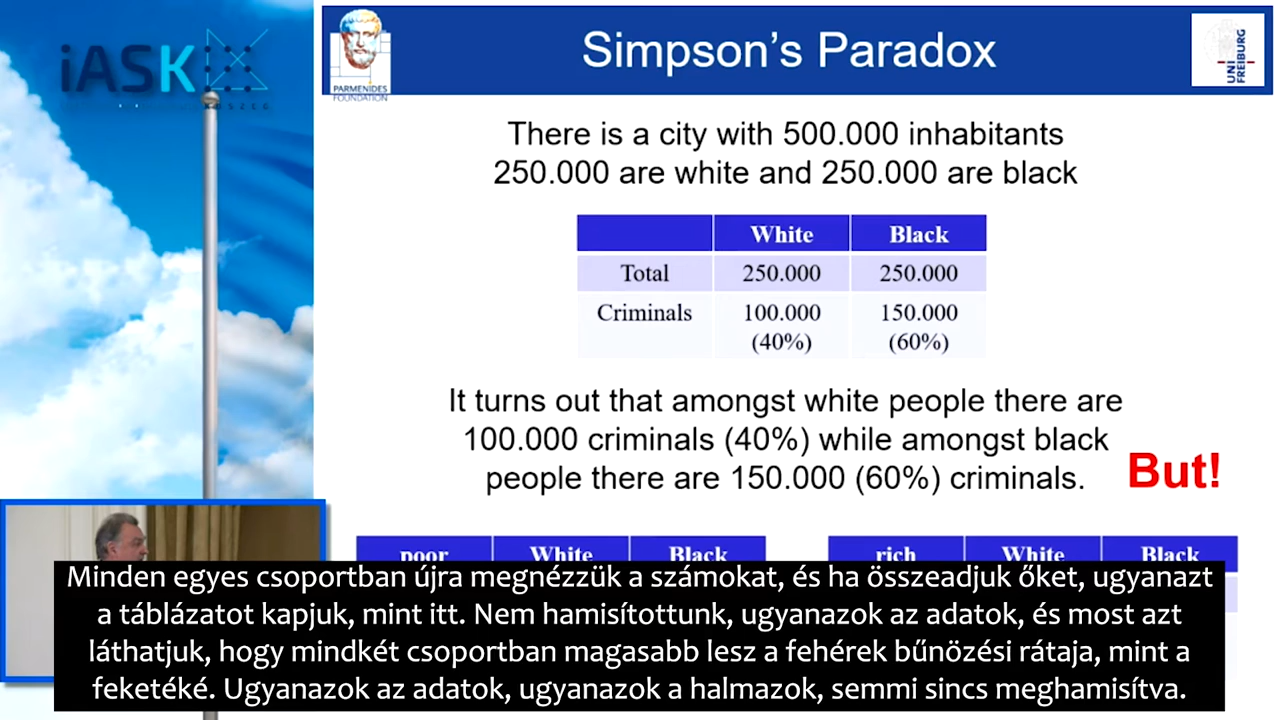 iASK
KŐSZEG
PARMENIDES
FOUNDATION
Simpson's Paradox
UNI
FREIBURG
There is a city with 500.000 inhabitants
250.000 are white and 250.000 are black
White Black
Total 250.000 250.000
Criminals 100.000 150.000
(40%) (60%)
It turns out that amongst white people there are
100.000 criminals (40%) while amongst black
people there are 150.000 (60%) criminals.
But!
poor White Black
rich White Black
Minden egyes csoportban újra megnézzük a számokat, és ha összeadjuk őket, ugyanazt
a táblázatot kapjuk, mint itt. Nem hamisítottunk, ugyanazok az adatok, és most azt
láthatjuk, hogy mindkét csoportban magasabb lesz a fehérek bűnözési rátaja, mint a
feketéké. Ugyanazok az adatok, ugyanazok a halmazok, semmi sincs meghamisítva.